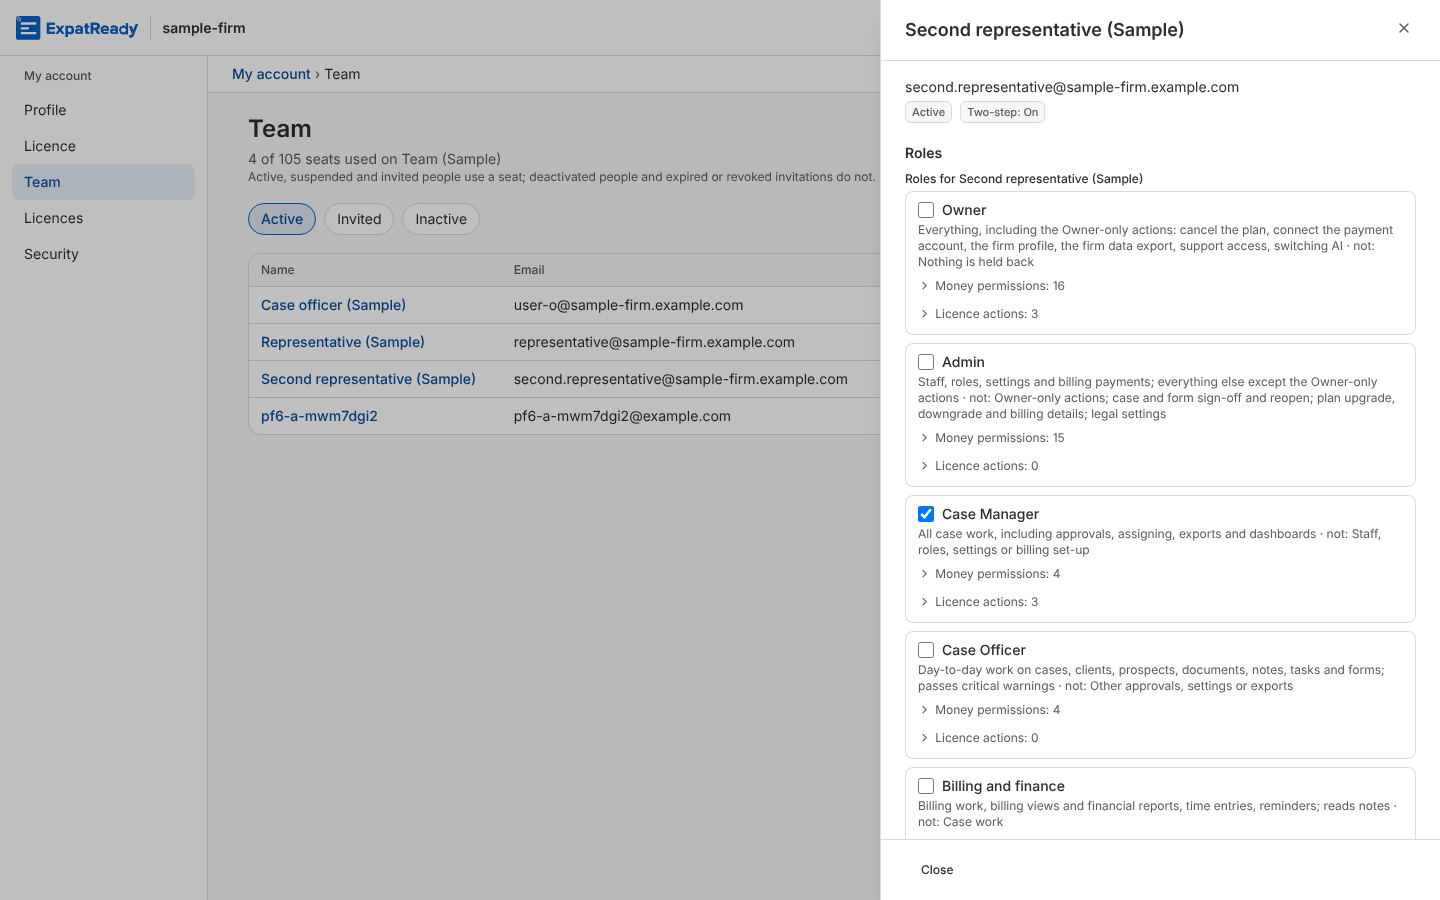 ExpatReady
sample-firm
My account
Profile
Licence
Team
Licences
Security
My account › Team
Team
4 of 105 seats used on Team (Sample)
Active, suspended and invited people use a seat; deactivated people and expired or revoked invitations do not.
Active
Invited
Inactive
Name
Email
Case officer (Sample)
user-o@sample-firm.example.com
Representative (Sample)
representative@sample-firm.example.com
Second representative (Sample)
second.representative@sample-firm.example.com
pf6-a-mwm7dgi2
pf6-a-mwm7dgi2@example.com
Second representative (Sample)
second.representative@sample-firm.example.com
Active
Two-step: On
Roles
Roles for Second representative (Sample)
Owner
Everything, including the Owner-only actions: cancel the plan, connect the payment
account, the firm profile, the firm data export, support access, switching AI · not:
Nothing is held back
Money permissions: 16
Licence actions: 3
Admin
Staff, roles, settings and billing payments; everything else except the Owner-only
actions · not: Owner-only actions; case and form sign-off and reopen; plan upgrade,
downgrade and billing details; legal settings
Money permissions: 15
Licence actions: 0
Case Manager
All case work, including approvals, assigning, exports and dashboards · not: Staff,
roles, settings or billing set-up
Money permissions: 4
Licence actions: 3
Case Officer
Day-to-day work on cases, clients, prospects, documents, notes, tasks and forms;
passes critical warnings · not: Other approvals, settings or exports
Money permissions: 4
Licence actions: 0
Billing and finance
Billing work, billing views and financial reports, time entries, reminders; reads notes ·
not: Case work
Close